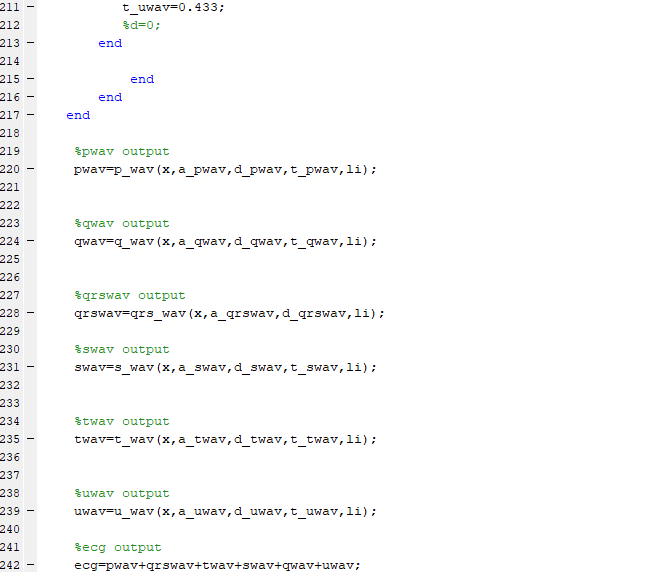 211 - t_uwav=0.433;
212 %d=0;
213 - end
214
215 - end
216 - end
217 - end
218
219 %pwav output
220 - pwav=p_wav(x,a_pwav,d_pwav,t_pwav,li);
221
222
223 %qwav output
224 - qwav=q_wav(x,a_qwav,d_qwav,t_qwav,li);
225
226
227 %qrswav output
228 - qrswav=qrs_wav(x,a_qrswav,d_qrswav,li);
229
230 %swav output
231 - swav=s_wav(x,a_swav,d_swav,t_swav,li);
232
233
234 %twav output
235 - twav=t_wav(x,a_twav,d_twav,t_twav,li);
236
237
238 %uwav output
239 - uwav=u_wav(x,a_uwav,d_uwav,t_uwav,li);
240
241 %ecg output
242 - ecg=pwav+qrswav+twav+swav+qwav+uwav;